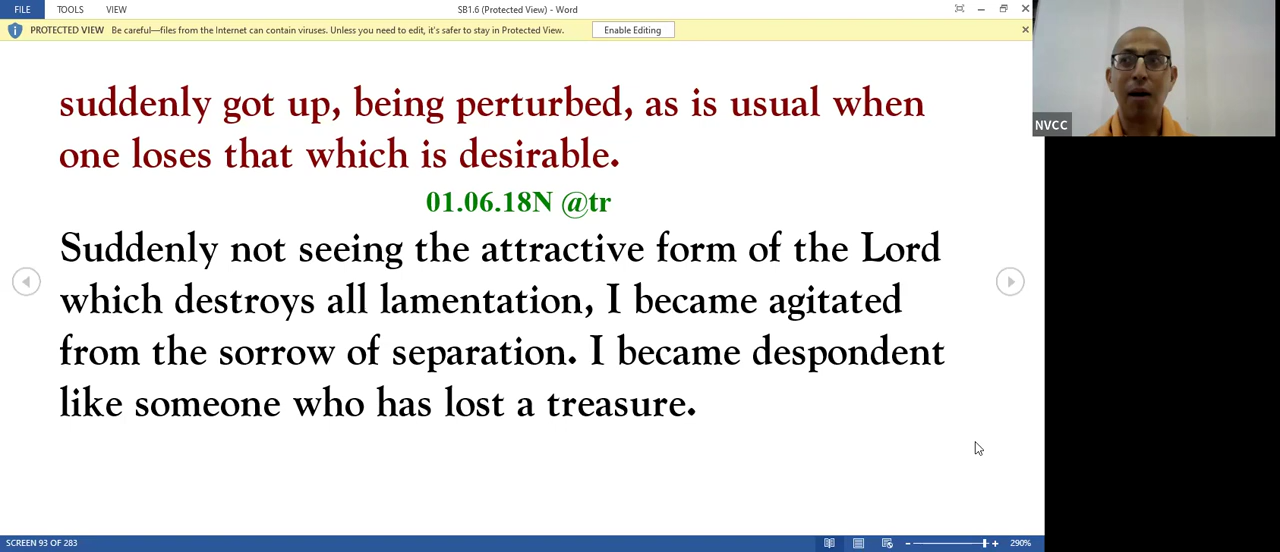 FILE TOOLS VIEW SB1.6 (Protected View) - Word
PROTECTED VIEW Be careful—files from the Internet can contain viruses. Unless you need to edit, it's safer to stay in Protected View. Enable Editing
NVCC
suddenly got up, being perturbed, as is usual when
one loses that which is desirable.
01.06.18N @tr
Suddenly not seeing the attractive form of the Lord
which destroys all lamentation, I became agitated
from the sorrow of separation. I became despondent
like someone who has lost a treasure.
SCREEN 93 OF 283 290%